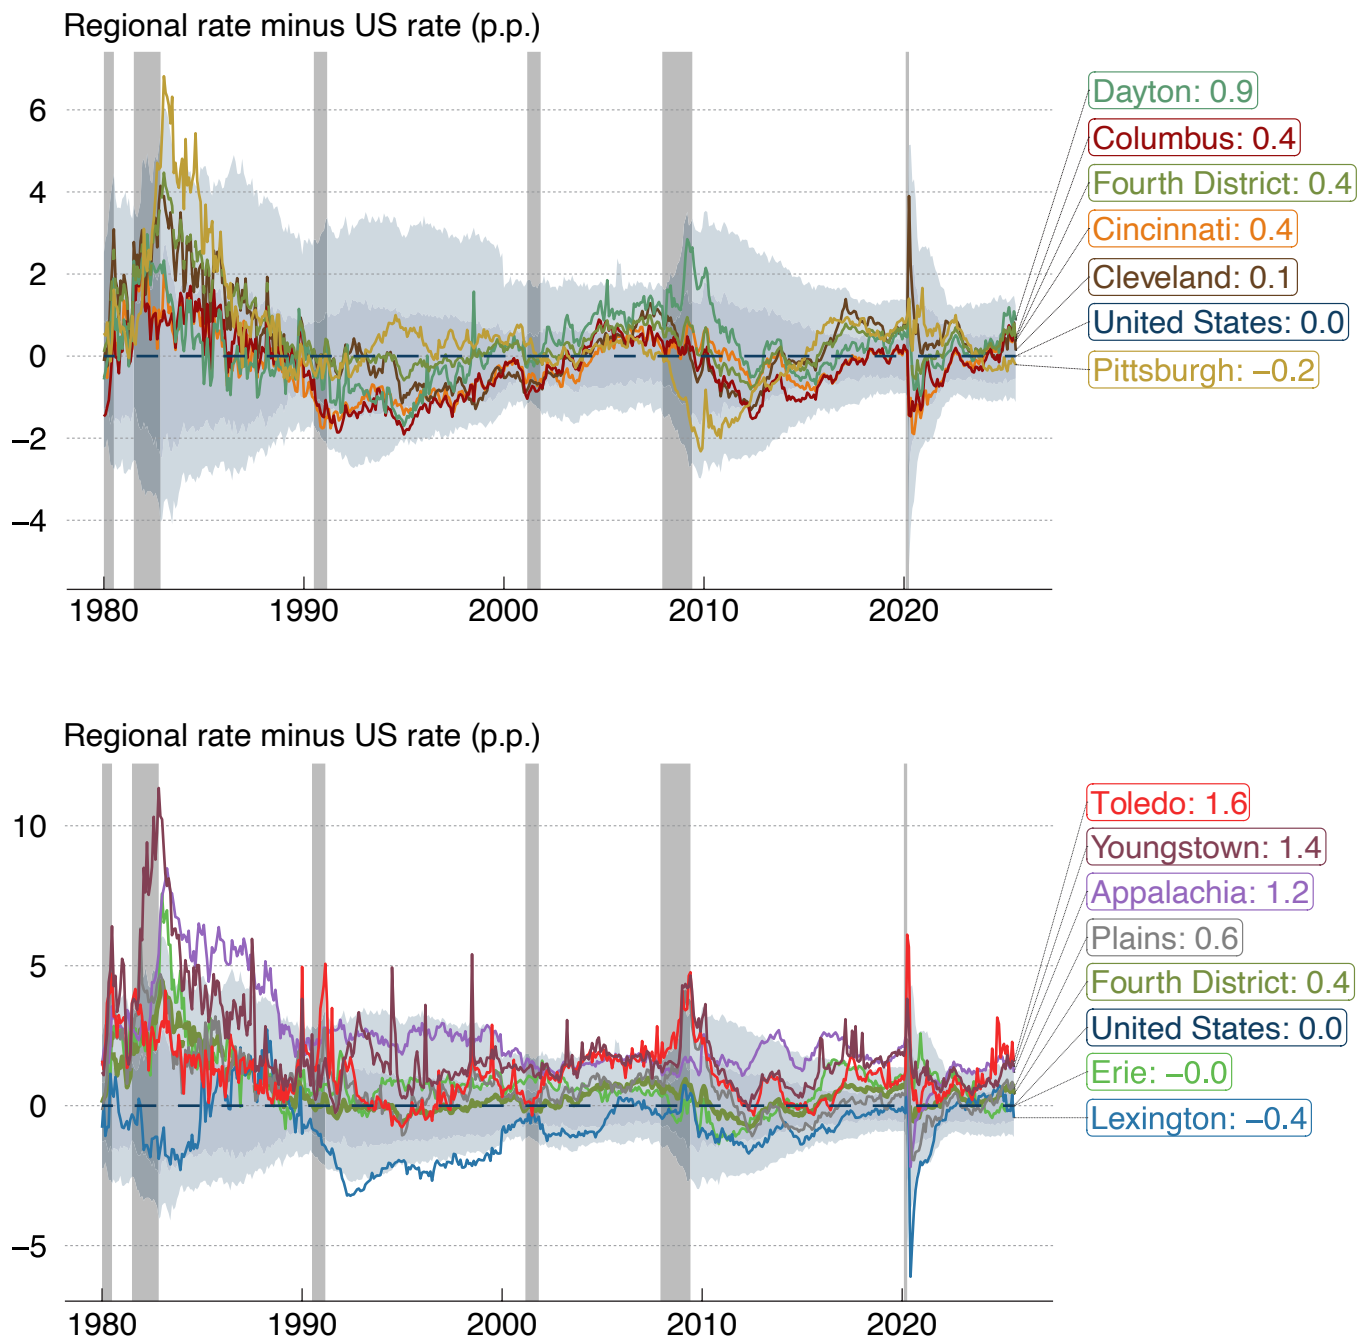 Regional rate minus US rate (p.p.)
6
4
2
0
−2
−4
1980 1990 2000 2010 2020
Dayton: 0.9
Columbus: 0.4
Fourth District: 0.4
Cincinnati: 0.4
Cleveland: 0.1
United States: 0.0
Pittsburgh: −0.2
Regional rate minus US rate (p.p.)
10
5
0
−5
1980 1990 2000 2010 2020
Toledo: 1.6
Youngstown: 1.4
Appalachia: 1.2
Plains: 0.6
Fourth District: 0.4
United States: 0.0
Erie: −0.0
Lexington: −0.4